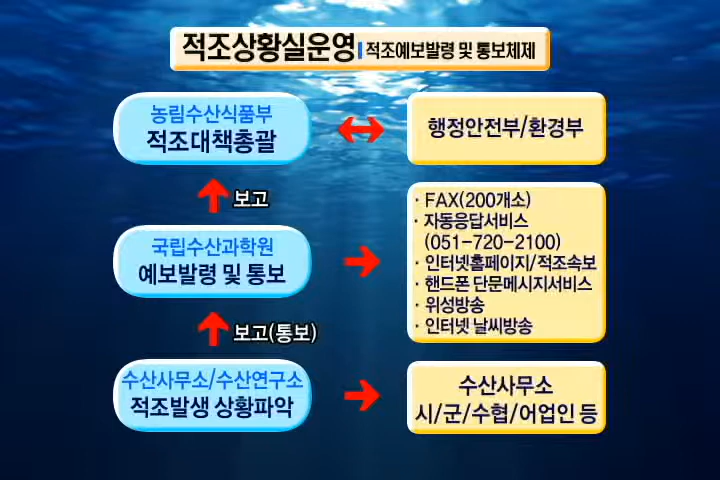 적조상황실운영 적조예보발령 및 통보체제
농림수산식품부
적조대책총괄
행정안전부/환경부
보고
국립수산과학원
예보발령 및 통보
· FAX(200개소)
· 자동응답서비스
(051-720-2100)
· 인터넷홈페이지/적조속보
· 핸드폰 단문메시지서비스
· 위성방송
· 인터넷 날씨방송
보고(통보)
수산사무소/수산연구소
적조발생 상황파악
수산사무소
시/군/수협/어업인 등